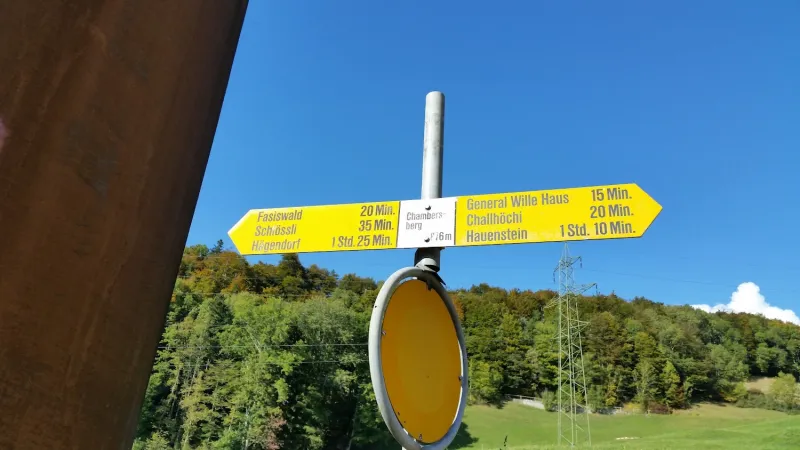 Fasiswald 20 Min.
Schlössli 35 Min.
Hägendorf 1 Std. 25 Min.
Chambers-
berg
General Wille Haus 15 Min.
Challhöchi 20 Min.
Hauenstein 1 Std. 10 Min.